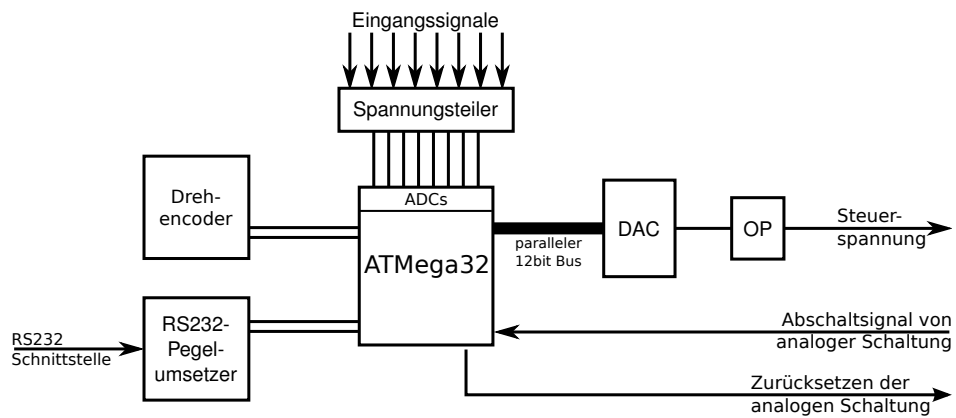 Eingangssignale
Spannungsteiler
ADCs
ATMega32
Dreh-
encoder
RS232-
Pegel-
umsetzer
RS232
Schnittstelle
paralleler
12bit Bus
DAC
OP
Steuer-
spannung
Abschaltsignal von
analoger Schaltung
Zurücksetzen der
analogen Schaltung